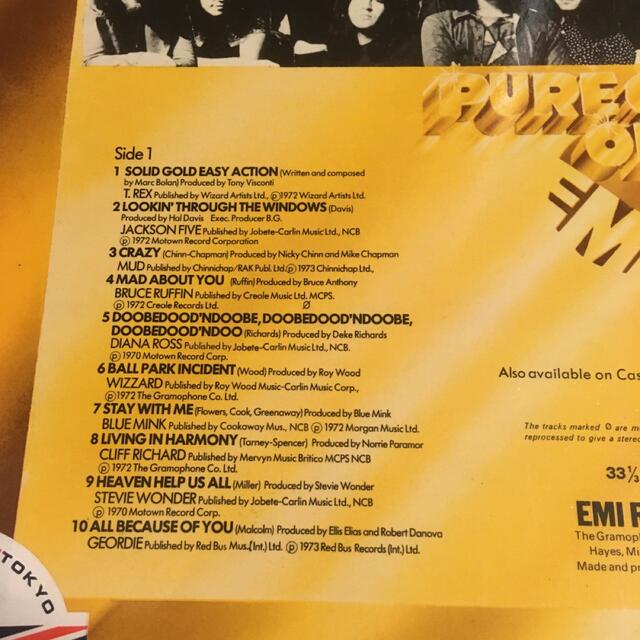 PURE
Side 1
1 SOLID GOLD EASY ACTION (Written and composed
by Marc Bolan) Produced by Tony Visconti
T. REX Published by Wizard Artists Ltd., ℗ 1972 Wizard Artists Ltd.
2 LOOKIN' THROUGH THE WINDOWS (Davis)
Produced by Hal Davis Exec. Producer B.G.
JACKSON FIVE Published by Jobete-Carlin Music Ltd., NCB
℗ 1972 Motown Record Corporation
3 CRAZY (Chinn-Chapman) Produced by Nicky Chinn and Mike Chapman
MUD Published by Chinnichap/RAK Publ. Ltd. ℗ 1973 Chinnichap Ltd.,
4 MAD ABOUT YOU (Ruffin) Produced by Bruce Anthony
BRUCE RUFFIN Published by Creole Music Ltd. MCPS.
℗ 1972 Creole Records Ltd. Ø
5 DOOBEDOOD'NDOOBE, DOOBEDOOD'NDOOBE,
DOOBEDOOD'NDOO (Richards) Produced by Deke Richards
DIANA ROSS Published by Jobete-Carlin Music Ltd., NCB.
℗ 1970 Motown Record Corp.
6 BALL PARK INCIDENT (Wood) Produced by Roy Wood
WIZZARD Published by Roy Wood Music-Carlin Music Corp.,
℗ 1972 The Gramophone Co. Ltd.
7 STAY WITH ME (Flowers, Cook, Greenaway) Produced by Blue Mink
BLUE MINK Published by Cookaway Mus., NCB ℗ 1972 Morgan Music Ltd.
8 LIVING IN HARMONY (Tarney-Spencer) Produced by Norrie Paramor
CLIFF RICHARD Published by Mervyn Music Britico MCPS NCB
℗ 1972 The Gramophone Co. Ltd.
9 HEAVEN HELP US ALL (Miller) Produced by Stevie Wonder
STEVIE WONDER Published by Jobete-Carlin Music Ltd., NCB
℗ 1970 Motown Record Corp.
10 ALL BECAUSE OF YOU (Malcolm) Produced by Ellis Elias and Robert Danova
GEORDIE Published by Red Bus Mus. (Int.) Ltd. ℗ 1973 Red Bus Records (Int.) Ltd.
Also available on Cas
The tracks marked Ø are m
reprocessed to give a stere
33⅓
EMI R
The Gramoph
Hayes, Mi
Made and pr
TOKYO